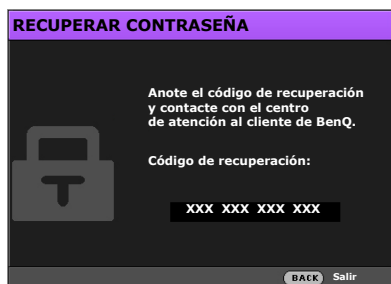 RECUPERAR CONTRASEÑA
Anote el código de recuperación
y contacte con el centro
de atención al cliente de BenQ.
Código de recuperación:
XXX XXX XXX XXX
BACK Salir